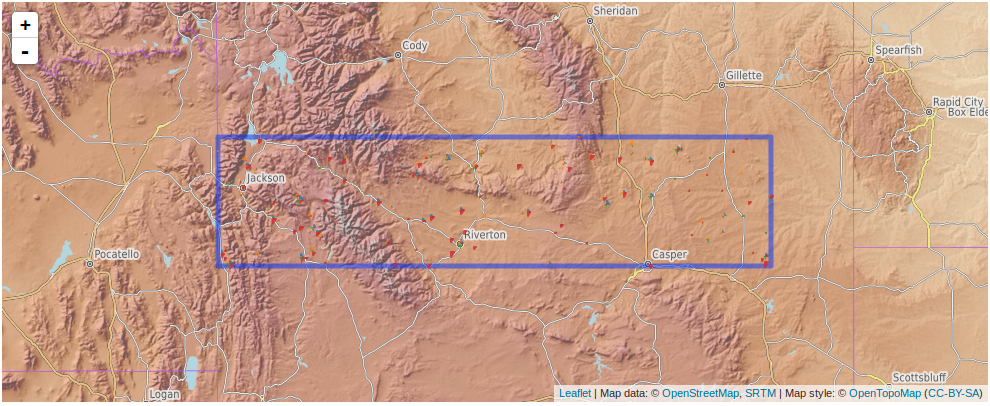 +
-
Sheridan
Cody
Spearfish
Gillette
Rapid City
Box Elde
Jackson
Riverton
Pocatello
Casper
Scottsbluff
Logan
Leaflet | Map data: © OpenStreetMap, SRTM | Map style: © OpenTopoMap (CC-BY-SA)